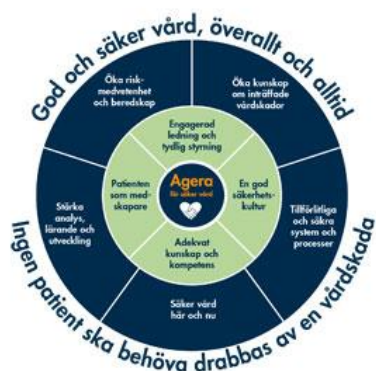 God och säker vård, överallt och alltid
Öka risk-
medvetenhet
och beredskap
Öka kunskap
om inträffade
vårdskador
Engagerad
ledning och
tydlig styrning
Patienten
som med-
skapare
Agera
för säker vård
En god
säkerhets-
kultur
Stärka
analys,
lärande och
utveckling
Tillförlitliga
och säkra
system och
processer
Adekvat
kunskap och
kompetens
Säker vård
här och nu
Ingen patient ska behöva drabbas av en vårdskada